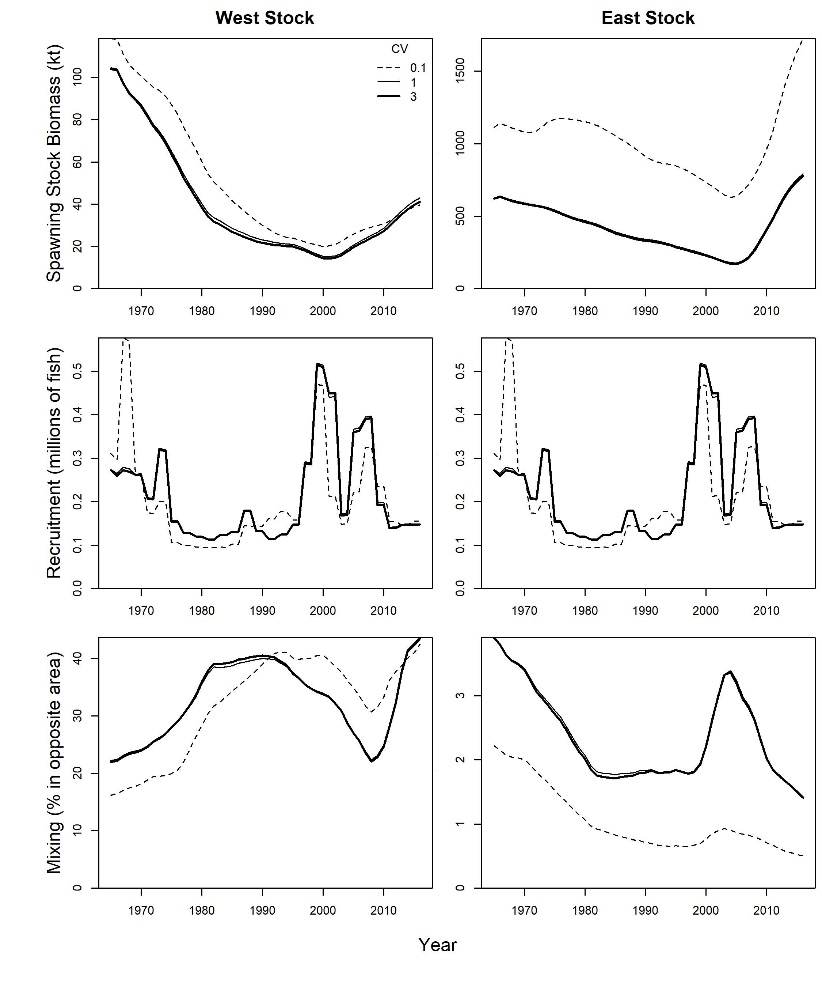 West Stock
East Stock
Spawning Stock Biomass (kt)
0 20 40 60 80 100
CV
0.1
1
3
1970 1980 1990 2000 2010
0 500 1000 1500
1970 1980 1990 2000 2010
Recruitment (millions of fish)
0.0 0.1 0.2 0.3 0.4 0.5
1970 1980 1990 2000 2010
0.0 0.1 0.2 0.3 0.4 0.5
1970 1980 1990 2000 2010
Mixing (% in opposite area)
0 10 20 30 40
1970 1980 1990 2000 2010
0 1 2 3
1970 1980 1990 2000 2010
Year